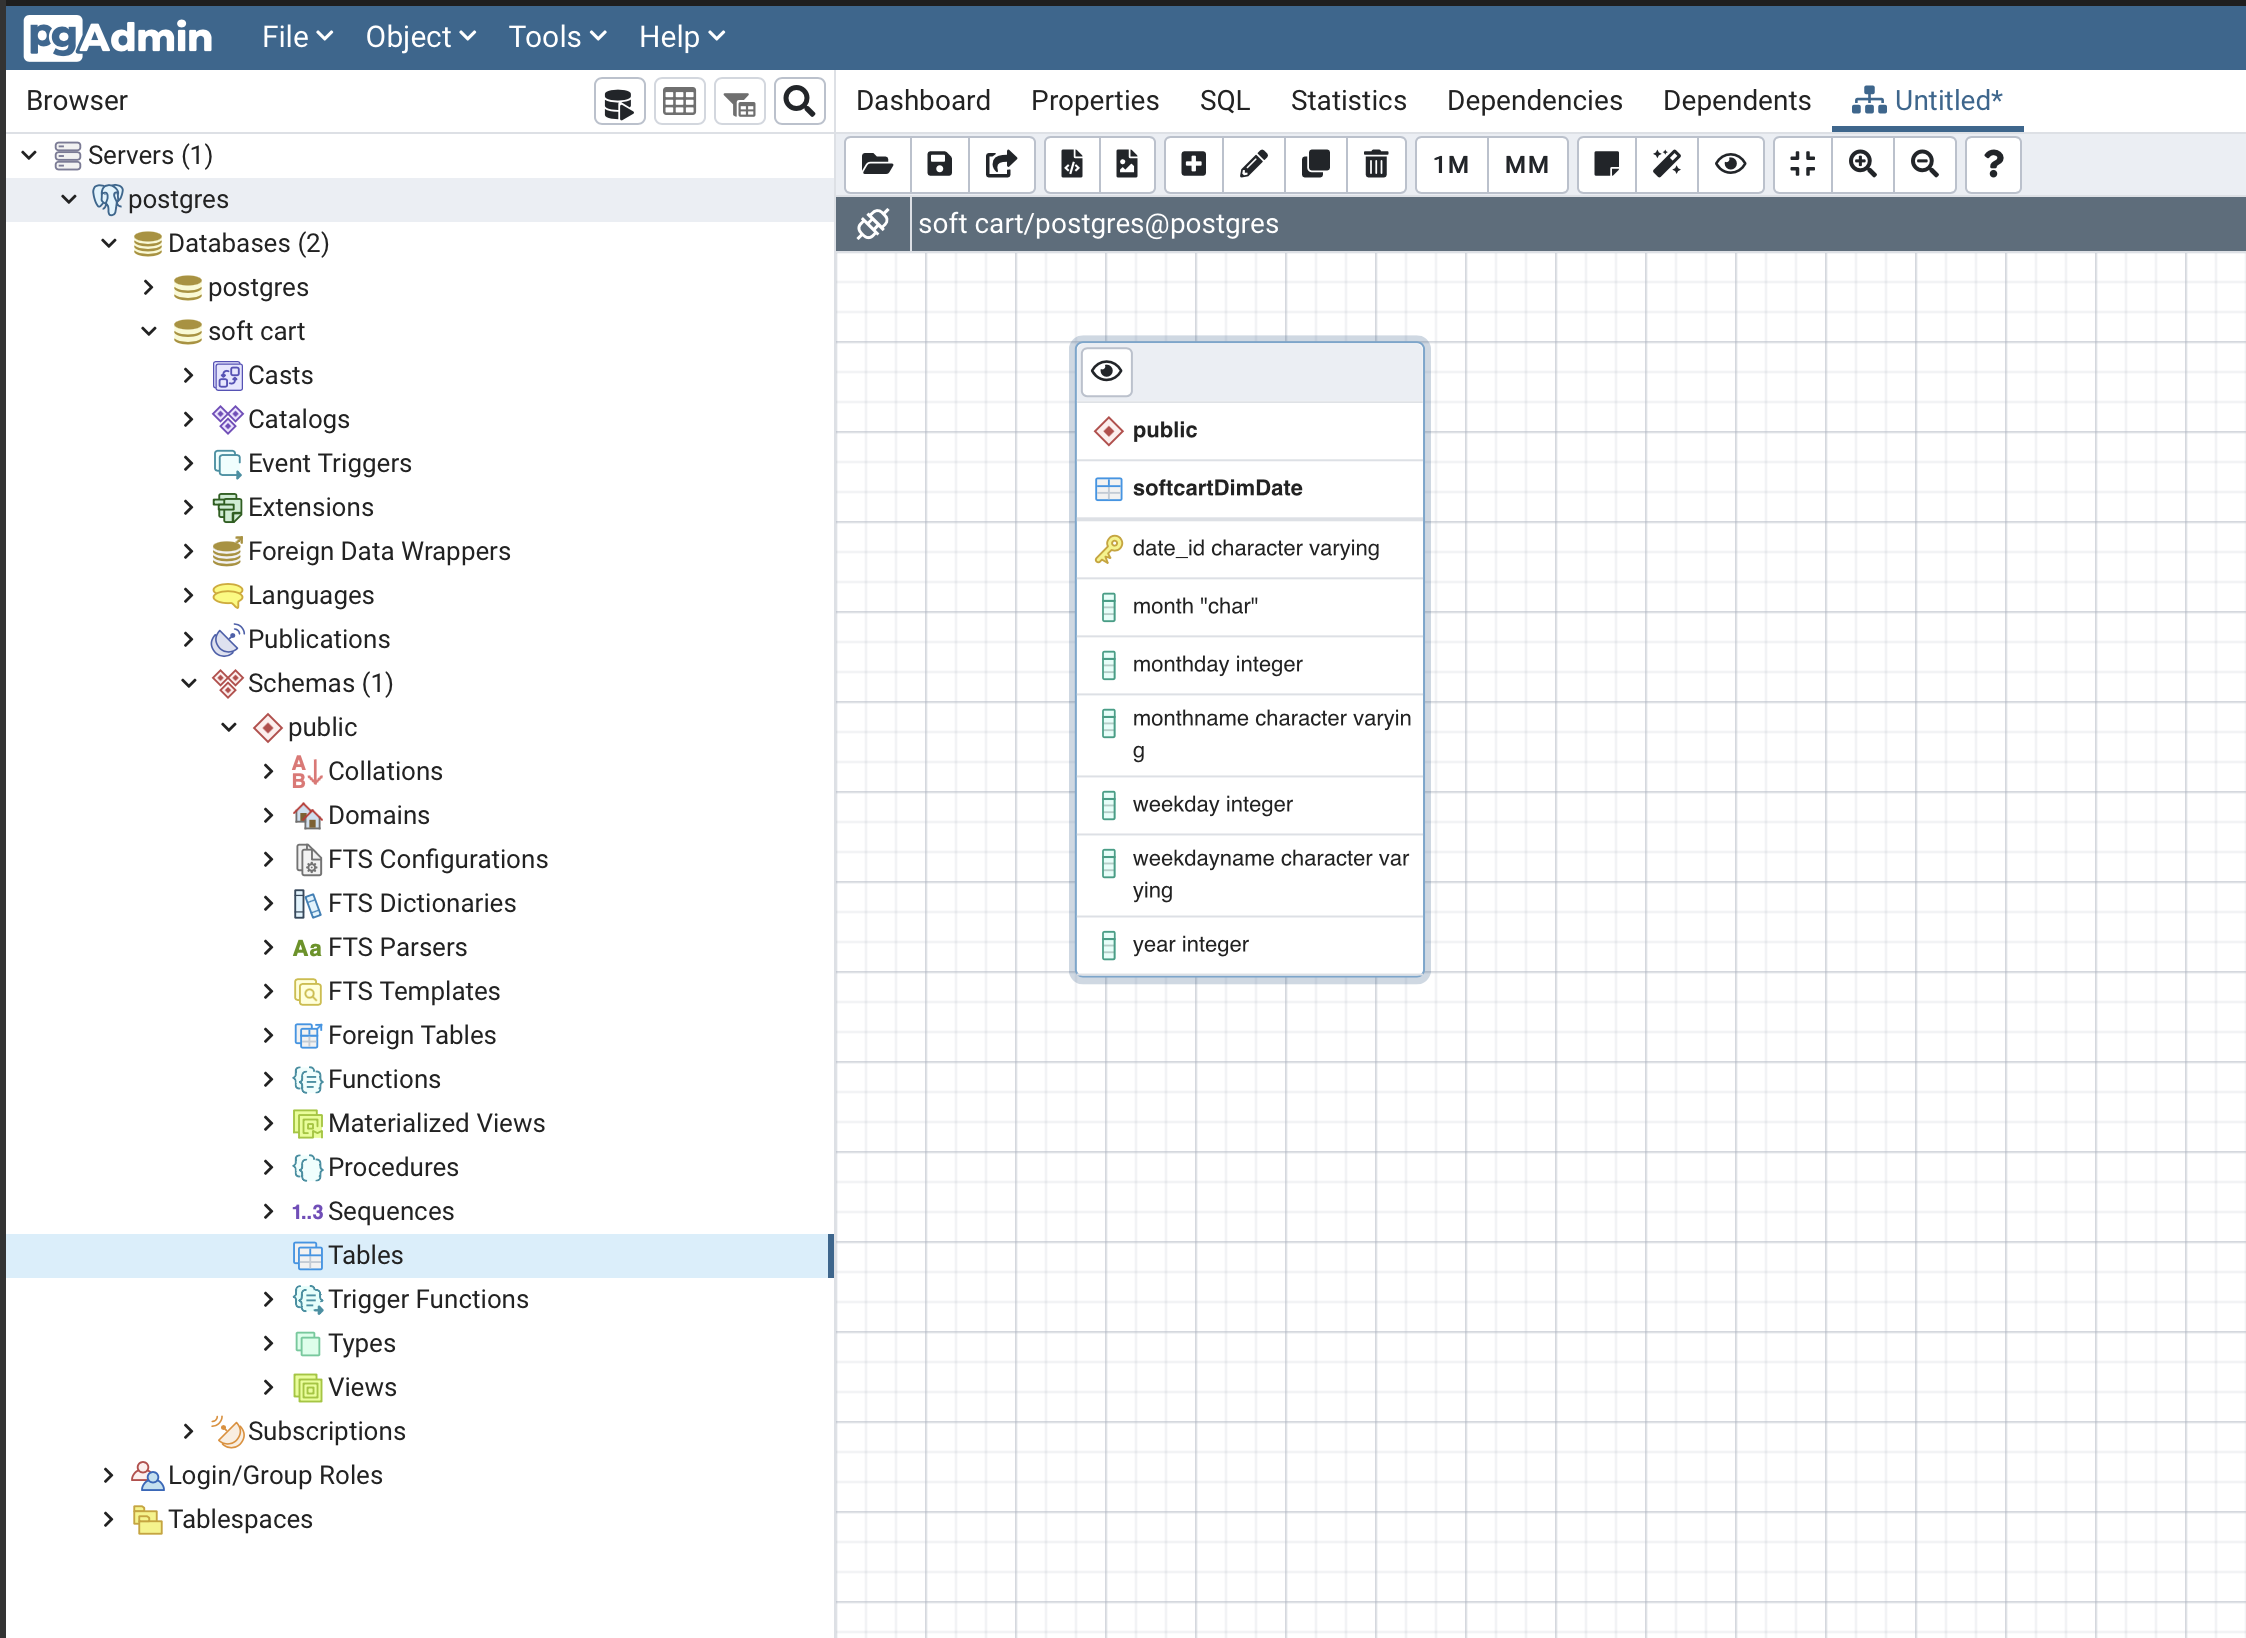 pgAdmin
File
Object
Tools
Help
Browser
Dashboard
Properties
SQL
Statistics
Dependencies
Dependents
Untitled*
1M
MM
?
soft cart/postgres@postgres
Servers (1)
postgres
Databases (2)
postgres
soft cart
Casts
Catalogs
Event Triggers
Extensions
Foreign Data Wrappers
Languages
Publications
Schemas (1)
public
A
B
Collations
Domains
FTS Configurations
FTS Dictionaries
Aa FTS Parsers
FTS Templates
Foreign Tables
Functions
Materialized Views
Procedures
1..3 Sequences
Tables
Trigger Functions
Types
Views
Subscriptions
Login/Group Roles
Tablespaces
public
softcartDimDate
date_id character varying
month "char"
monthday integer
monthname character varyin
g
weekday integer
weekdayname character var
ying
year integer